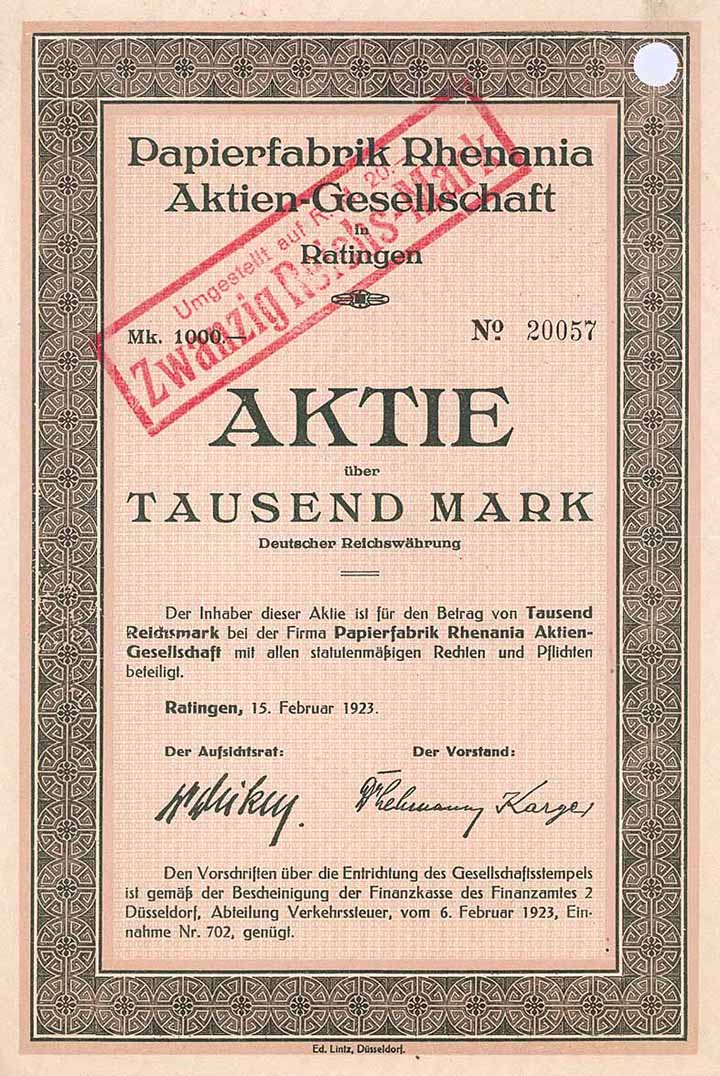 Papierfabrik Rhenania
Aktien-Gesellschaft
in
Ratingen
Umgestellt auf R.M. 20.-
Zwanzig Reichs-Mark
Mk. 1000.—
No 20057
AKTIE
über
TAUSEND MARK
Deutscher Reichswährung
Der Inhaber dieser Aktie ist für den Betrag von Tausend
Reichsmark bei der Firma Papierfabrik Rhenania Aktien-
Gesellschaft mit allen statutenmäßigen Rechten und Pflichten
beteiligt.
Ratingen, 15. Februar 1923.
Der Aufsichtsrat:
Der Vorstand:
Karger
Den Vorschriften über die Entrichtung des Gesellschaftsstempels
ist gemäß der Bescheinigung der Finanzkasse des Finanzamtes 2
Düsseldorf, Abteilung Verkehrssteuer, vom 6. Februar 1923, Ein-
nahme Nr. 702, genügt.
Ed. Lintz, Düsseldorf.